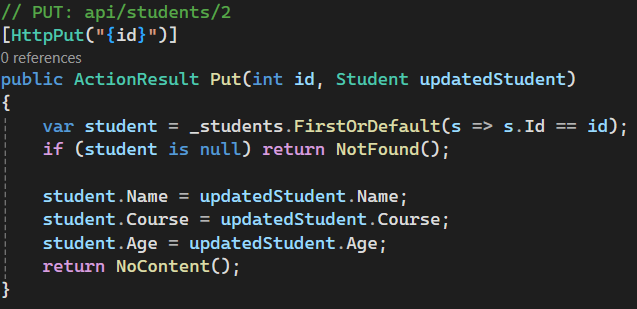 // PUT: api/students/2
[HttpPut("{id}")]
0 references
public ActionResult Put(int id, Student updatedStudent)
{
var student = _students.FirstOrDefault(s => s.Id == id);
if (student is null) return NotFound();
student.Name = updatedStudent.Name;
student.Course = updatedStudent.Course;
student.Age = updatedStudent.Age;
return NoContent();
}